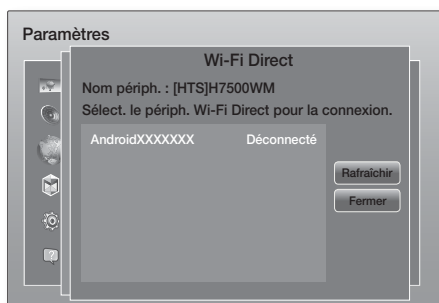 Paramètres
Wi-Fi Direct
Nom périph. : [HTS]H7500WM
Sélect. le périph. Wi-Fi Direct pour la connexion.
AndroidXXXXXXX Déconnecté
Rafraîchir
Fermer
?